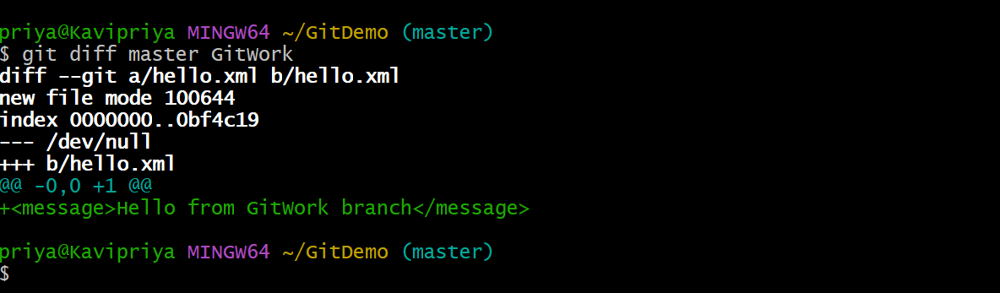 priya@Kavipriya MINGW64 ~/GitDemo (master)
$ git diff master GitWork
diff --git a/hello.xml b/hello.xml
new file mode 100644
index 0000000..0bf4c19
--- /dev/null
+++ b/hello.xml
@@ -0,0 +1 @@
+<message>Hello from GitWork branch</message>
priya@Kavipriya MINGW64 ~/GitDemo (master)
$